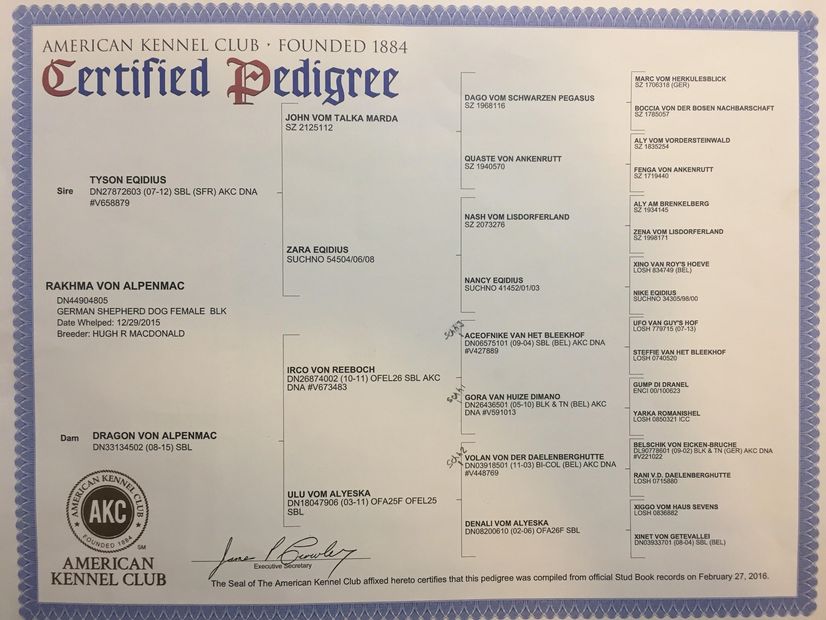 AMERICAN KENNEL CLUB · FOUNDED 1884
Certified Pedigree
Sire
TYSON EQIDIUS
DN27872603 (07-12) SBL (SFR) AKC DNA
#V658879
RAKHMA VON ALPENMAC
DN44904805
GERMAN SHEPHERD DOG FEMALE BLK
Date Whelped: 12/29/2015
Breeder: HUGH R MACDONALD
Dam
DRAGON VON ALPENMAC
DN33134502 (08-15) SBL
JOHN VOM TALKA MARDA
SZ 2125112
ZARA EQIDIUS
SUCHNO 54504/06/08
IRCO VON REEBOCH
DN26874002 (10-11) OFEL26 SBL AKC
DNA #V673483
ULU VOM ALYESKA
DN18047906 (03-11) OFA25F OFEL25
SBL
DAGO VOM SCHWARZEN PEGASUS
SZ 1968116
QUASTE VON ANKENRUTT
SZ 1940570
NASH VOM LISDORFERLAND
SZ 2073276
NANCY EQIDIUS
SUCHNO 41452/01/03
ACEOFNIKE VAN HET BLEEKHOF
DN06575101 (09-04) SBL (BEL) AKC DNA
#V427889
GORA VAN HUIZE DIMANO
DN26436501 (05-10) BLK & TN (BEL) AKC
DNA #V591013
VOLAN VON DER DAELENBERGHUTTE
DN03918501 (11-03) BI-COL (BEL) AKC DNA
#V448769
DENALI VOM ALYESKA
DN08200610 (02-06) OFA26F SBL
MARC VOM HERKULESBLICK
SZ 1706318 (GER)
BOCCIA VON DER BOSEN NACHBARSCHAFT
SZ 1785057
ALY VOM VORDERSTEINWALD
SZ 1835254
FENGA VON ANKENRUTT
SZ 1719440
ALY AM BRENKELBERG
SZ 1934145
ZENA VOM LISDORFERLAND
SZ 1998171
XINO VAN ROY'S HOEVE
LOSH 834749 (BEL)
NIKE EQIDIUS
SUCHNO 34305/98/00
UFO VAN GUY'S HOF
LOSH 779715 (07-13)
STEFFIE VAN HET BLEEKHOF
LOSH 0740520
GUMP DI DRANEL
ENCI 00/100623
YARKA ROMANISHEL
LOSH 0850321 ICC
BELSCHIK VON EICKEN-BRUCHE
DL90778601 (09-02) BLK & TN (GER) AKC DNA
#V221022
RANI V.D. DAELENBERGHUTTE
LOSH 0715880
XIGGO VOM HAUS SEVENS
LOSH 0836882
XINET VON GETEVALLEI
DN03933701 (08-04) SBL (BEL)
AMERICAN KENNEL CLUB
AKC
FOUNDED 1884
SM
AMERICAN
KENNEL CLUB
James P. Crowley
Executive Secretary
The Seal of The American Kennel Club affixed hereto certifies that this pedigree was compiled from official Stud Book records on February 27, 2016.